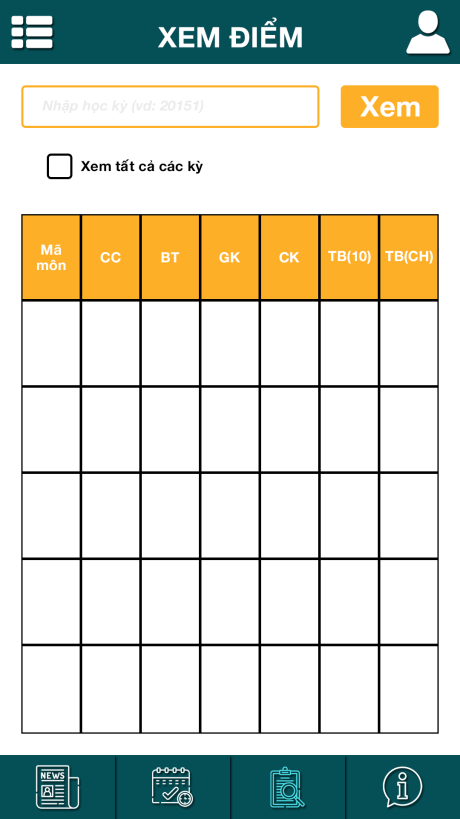 XEM ĐIỂM
Nhập học kỳ (vd: 20151)
Xem
Xem tất cả các kỳ
Mã môn
CC
BT
GK
CK
TB(10)
TB(CH)
NEWS